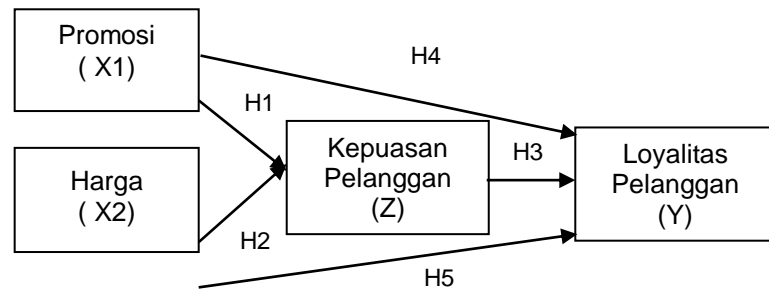 Promosi
( X1)
H4
H1
Kepuasan
Pelanggan
(Z)
H3
Loyalitas
Pelanggan
(Y)
Harga
( X2)
H2
H5